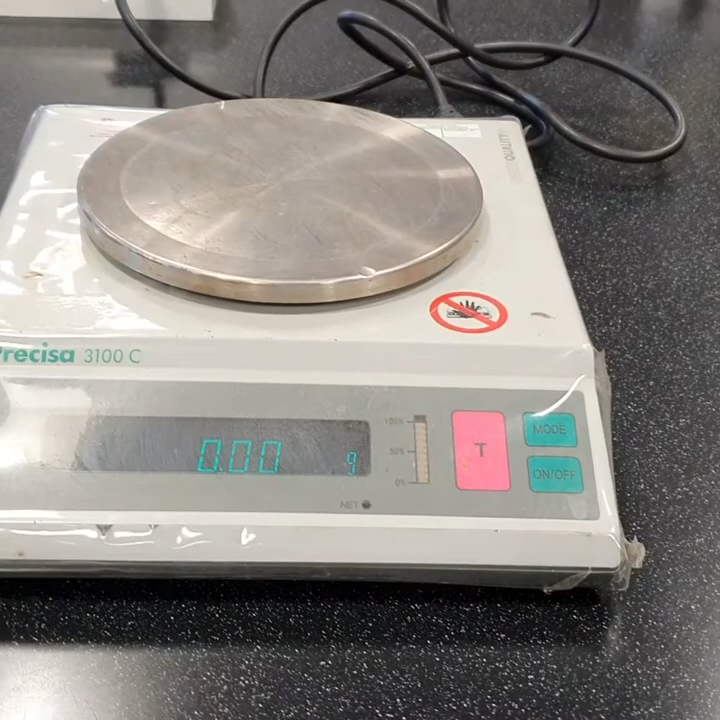 QUALITY
Precisa 3100 C
0.00 g
100%
50%
0%
T
MODE
ON/OFF
NET